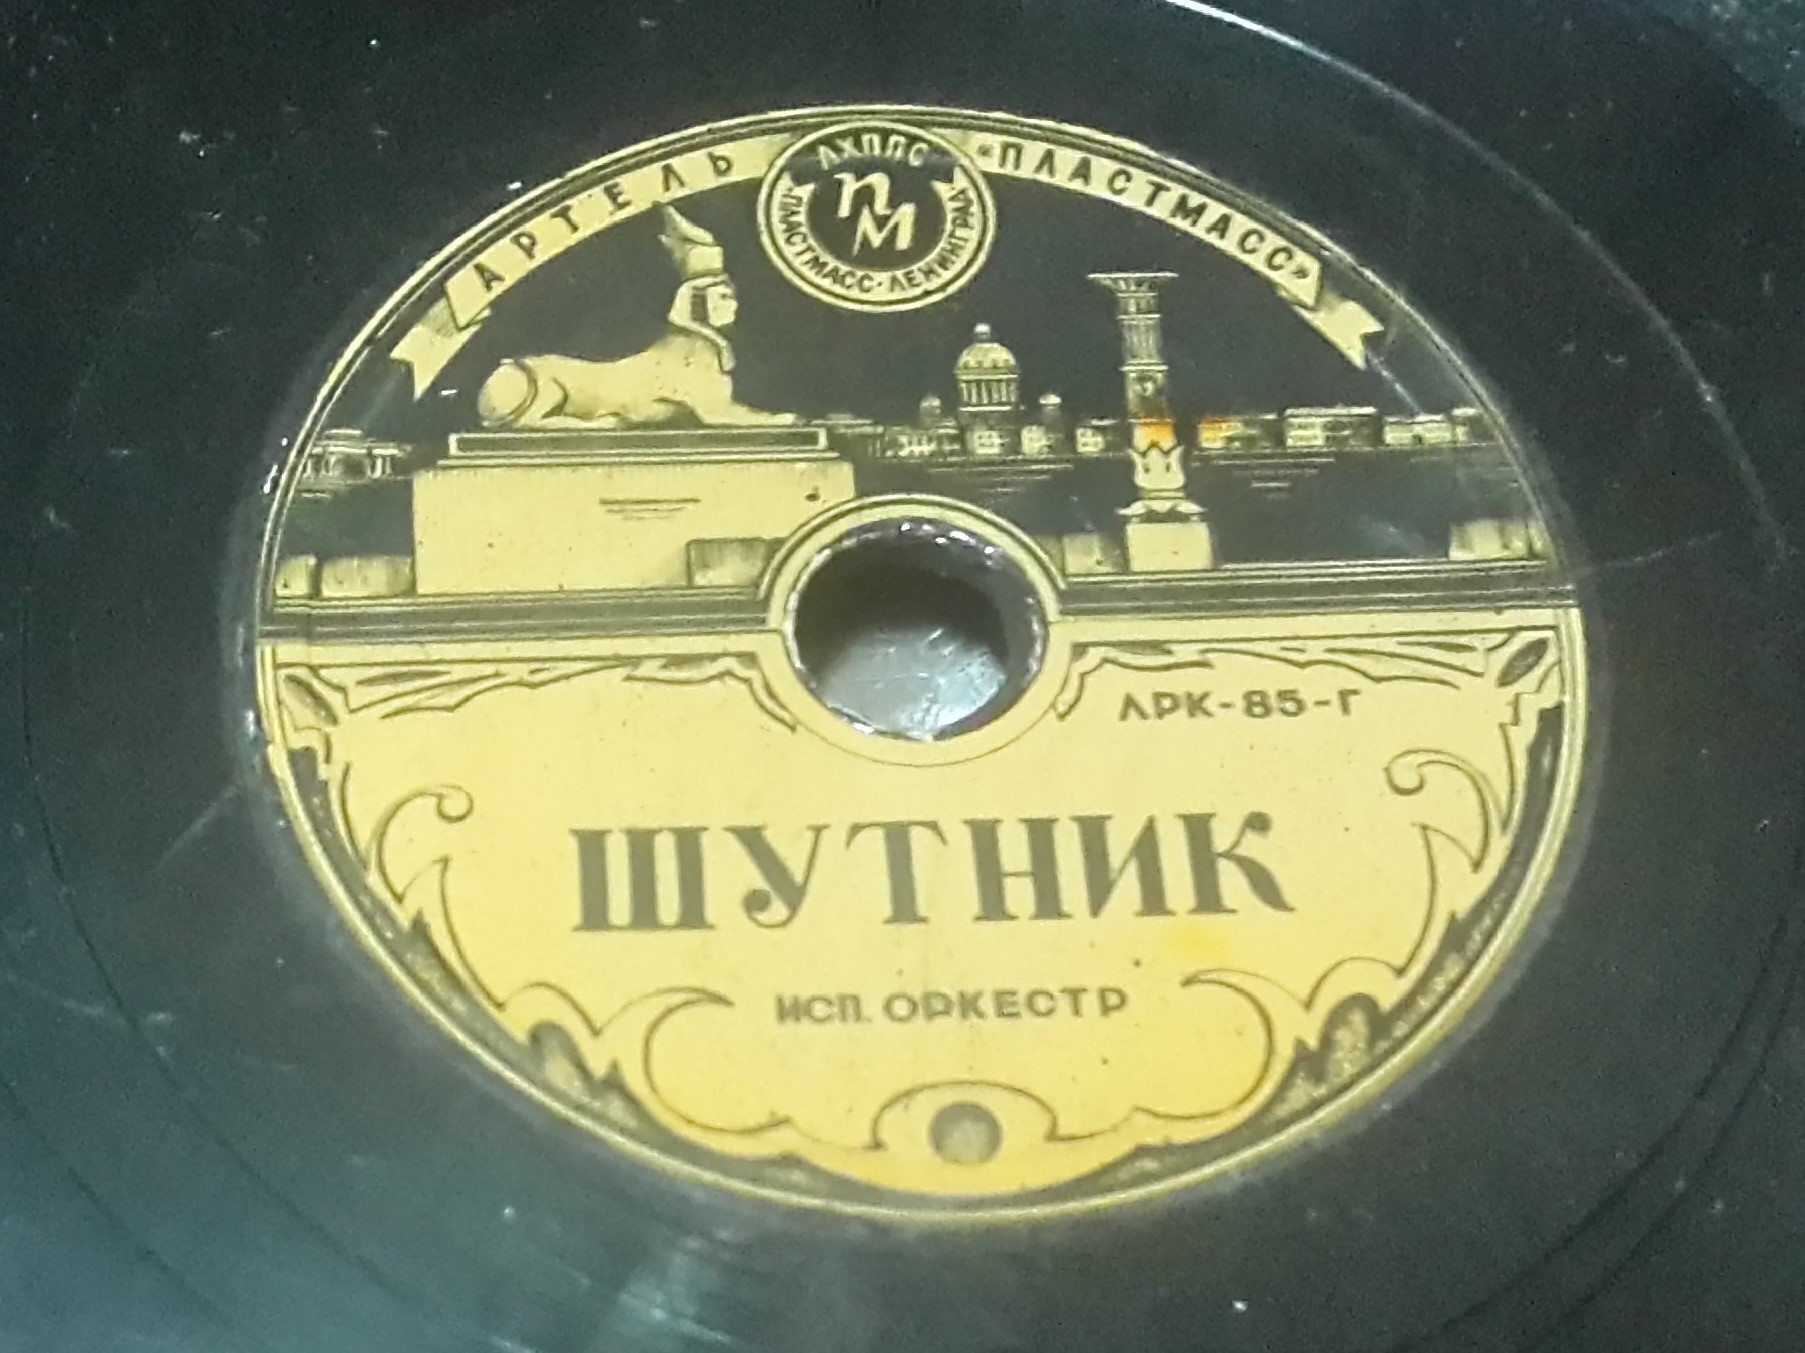 АРТЕЛЬ «ПЛАСТМАСС»
ЛХППС
ПМ
"ПЛАСТМАСС-ЛЕНИНГРАД"
ЛРК-85-Г
ШУТНИК
ИСП. ОРКЕСТР